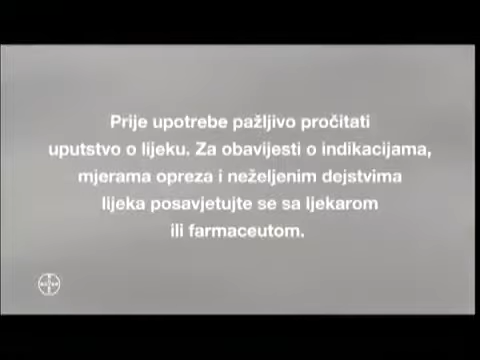 Prije upotrebe pažljivo pročitati
uputstvo o lijeku. Za obavijesti o indikacijama,
mjerama opreza i neželjenim dejstvima
lijeka posavjetujte se sa ljekarom
ili farmaceutom.